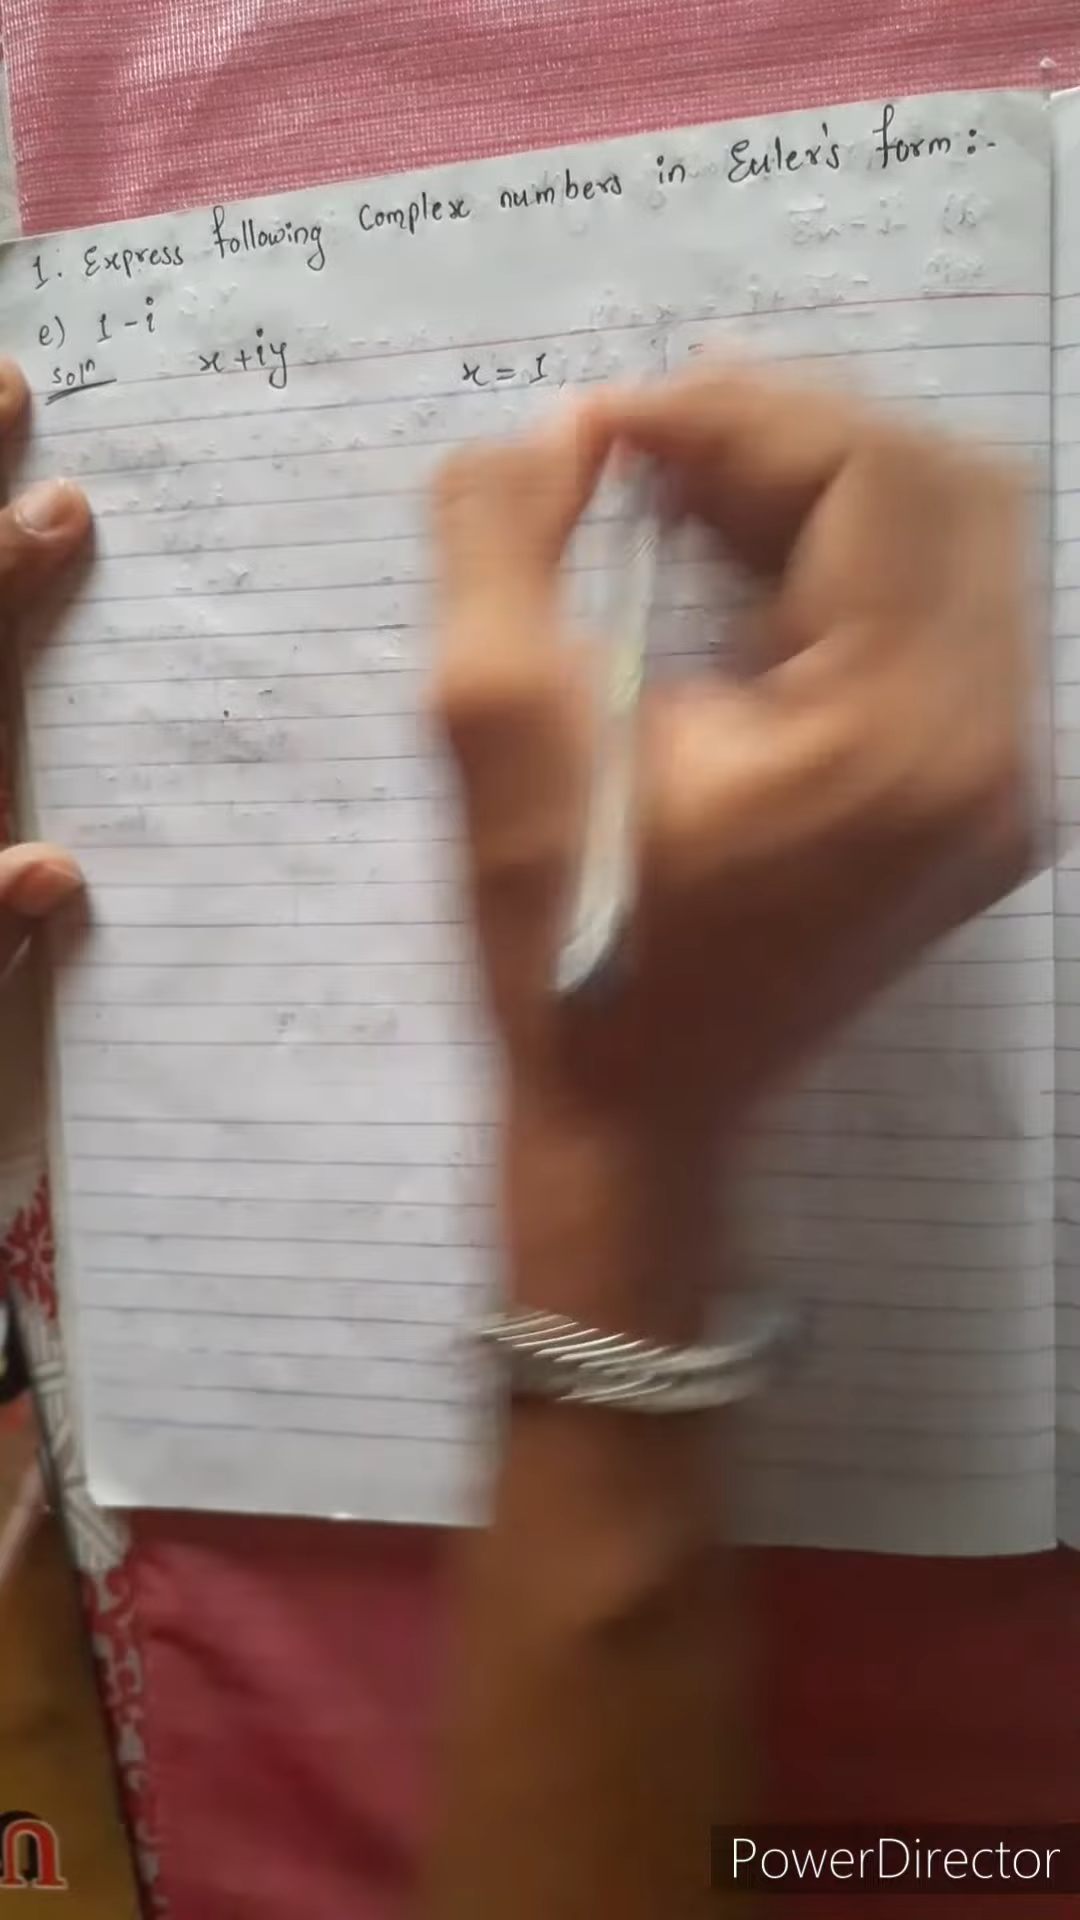 1. Express following Complex numbers in Euler's form :-
e) 1 - i
soln x + iy x = 1,
n
PowerDirector